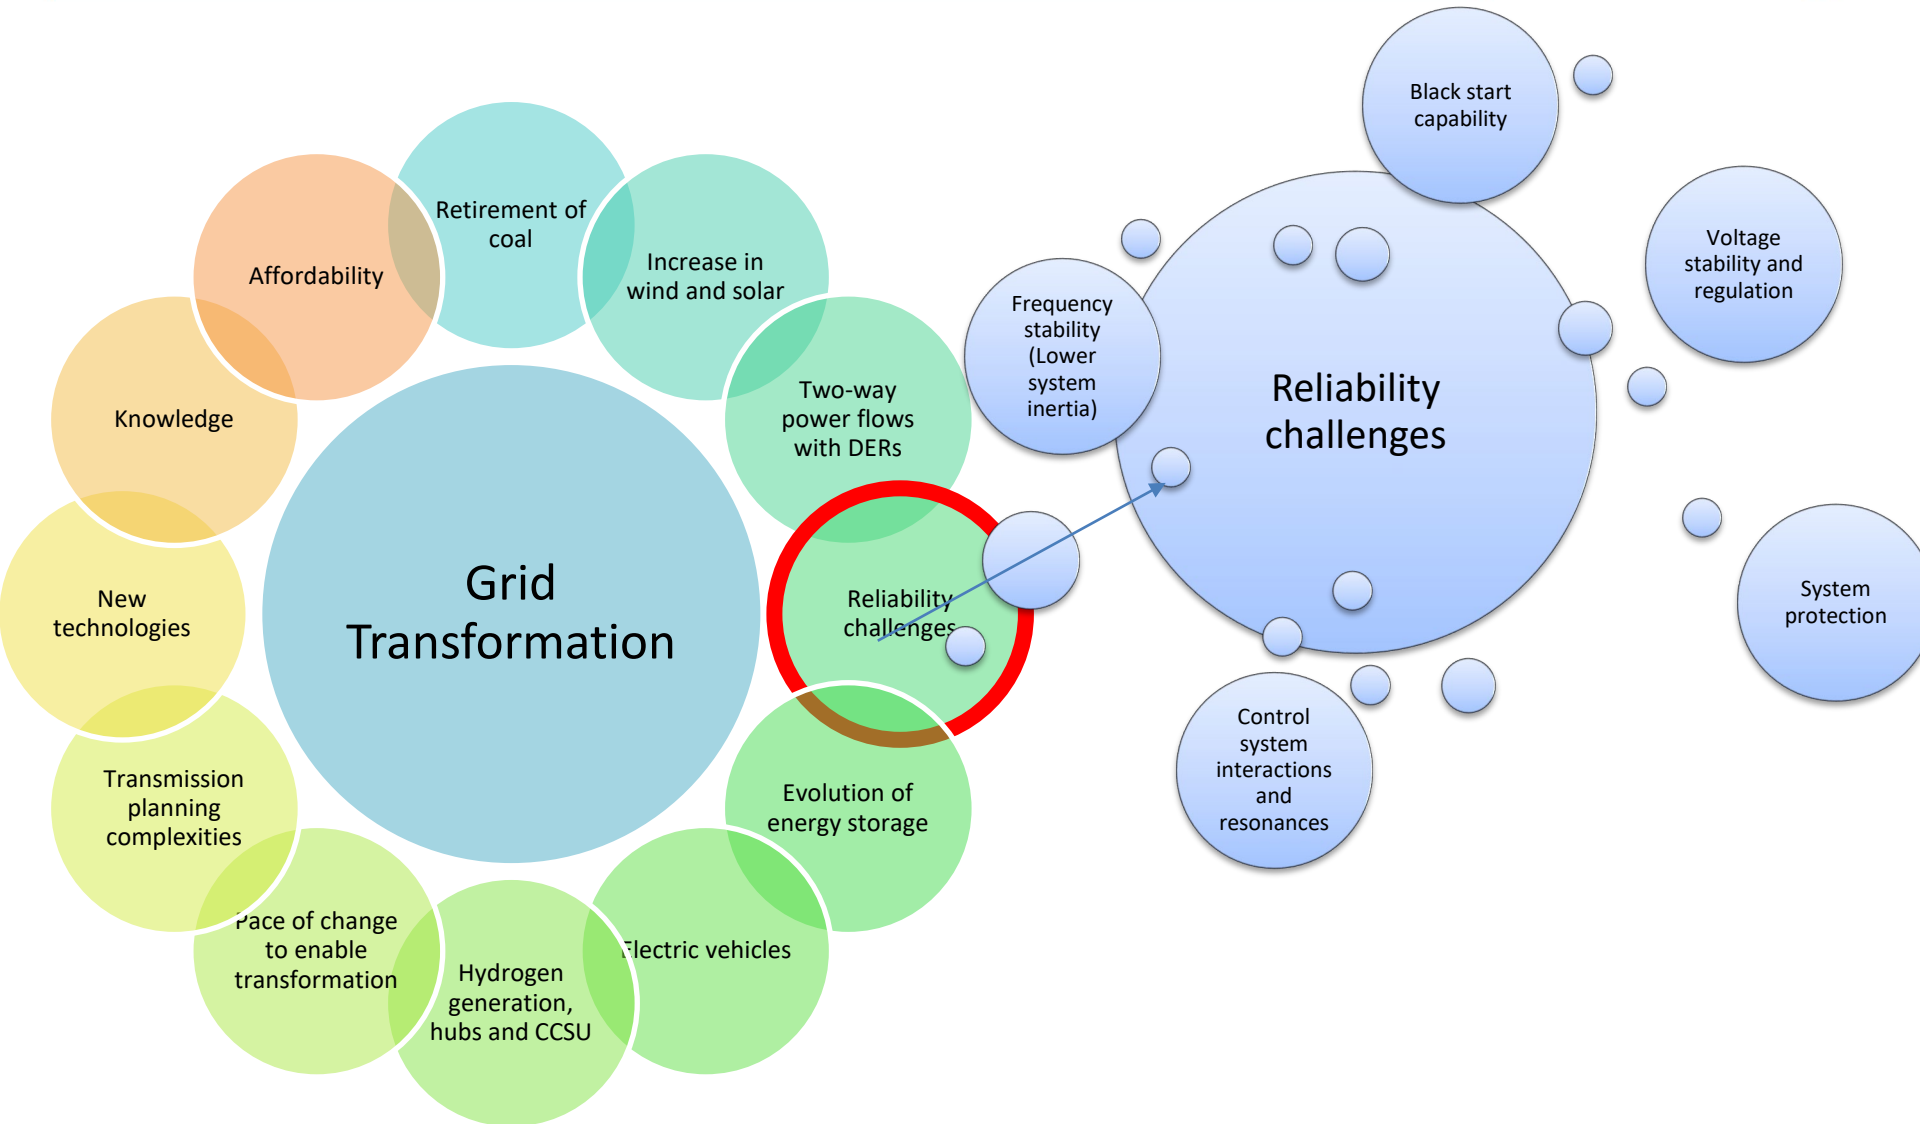 Grid
Transformation
Retirement of
coal
Increase in
wind and solar
Two-way
power flows
with DERs
Reliability
challenges
Evolution of
energy storage
Electric vehicles
Hydrogen
generation,
hubs and CCSU
Pace of change
to enable
transformation
Transmission
planning
complexities
New
technologies
Knowledge
Affordability
Reliability
challenges
Black start
capability
Voltage
stability and
regulation
System
protection
Control
system
interactions
and
resonances
Frequency
stability
(Lower
system
inertia)